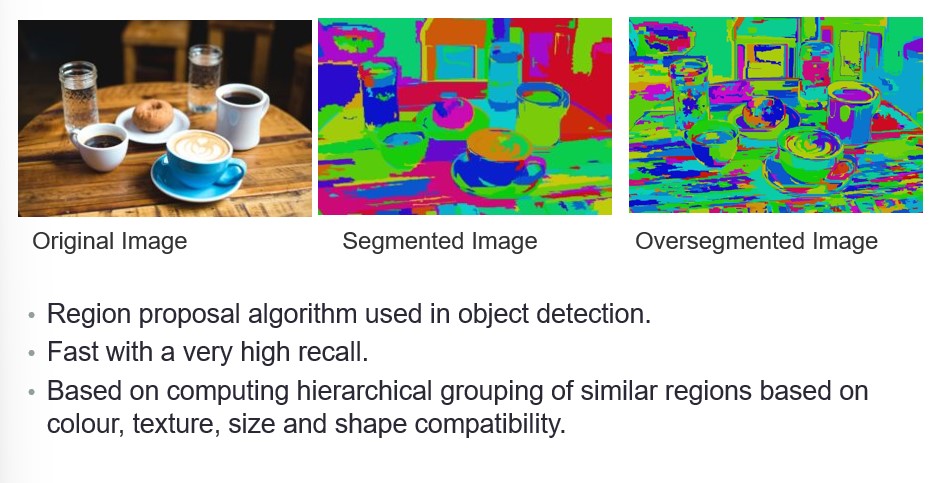 Original Image
Segmented Image
Oversegmented Image
• Region proposal algorithm used in object detection.
• Fast with a very high recall.
• Based on computing hierarchical grouping of similar regions based on
colour, texture, size and shape compatibility.